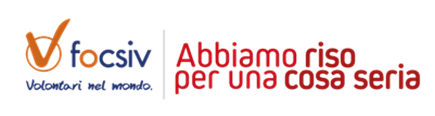 focsiv
Volontari nel mondo.
Abbiamo riso
per una cosa seria